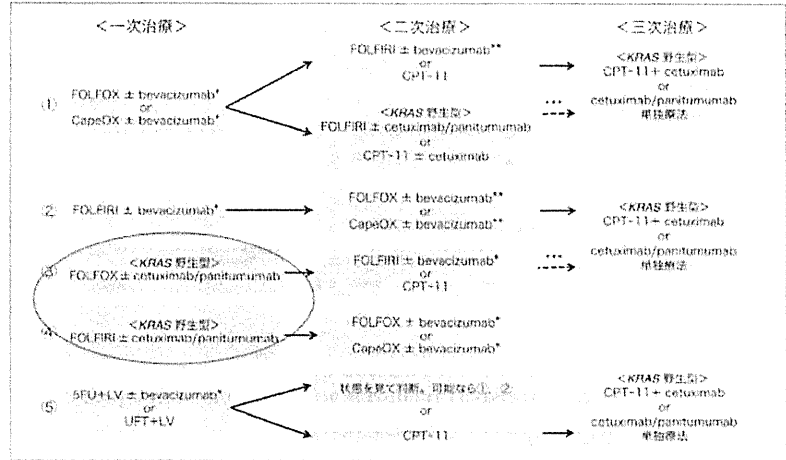 ＜一次治療＞
＜二次治療＞
＜三次治療＞
①
FOLFOX ± bevacizumab*
or
CapeOX ± bevacizumab*
FOLFIRI ± bevacizumab**
or
CPT-11
＜KRAS 野生型＞
FOLFIRI ± cetuximab/panitumumab
or
CPT-11 ± cetuximab
...
＜KRAS 野生型＞
CPT-11+ cetuximab
or
cetuximab/panitumumab
単独療法
②
FOLFIRI ± bevacizumab*
FOLFOX ± bevacizumab**
or
CapeOX ± bevacizumab**
③
＜KRAS 野生型＞
FOLFOX ± cetuximab/panitumumab
FOLFIRI ± bevacizumab*
or
CPT-11
...
＜KRAS 野生型＞
CPT-11+ cetuximab
or
cetuximab/panitumumab
単独療法
④
＜KRAS 野生型＞
FOLFIRI ± cetuximab/panitumumab
FOLFOX ± bevacizumab*
or
CapeOX ± bevacizumab*
⑤
5FU+LV ± bevacizumab*
or
UFT+LV
状態を見て判断。可能なら①、②
or
CPT-11
＜KRAS 野生型＞
CPT-11 + cetuximab
or
cetuximab/panitumumab
単独療法